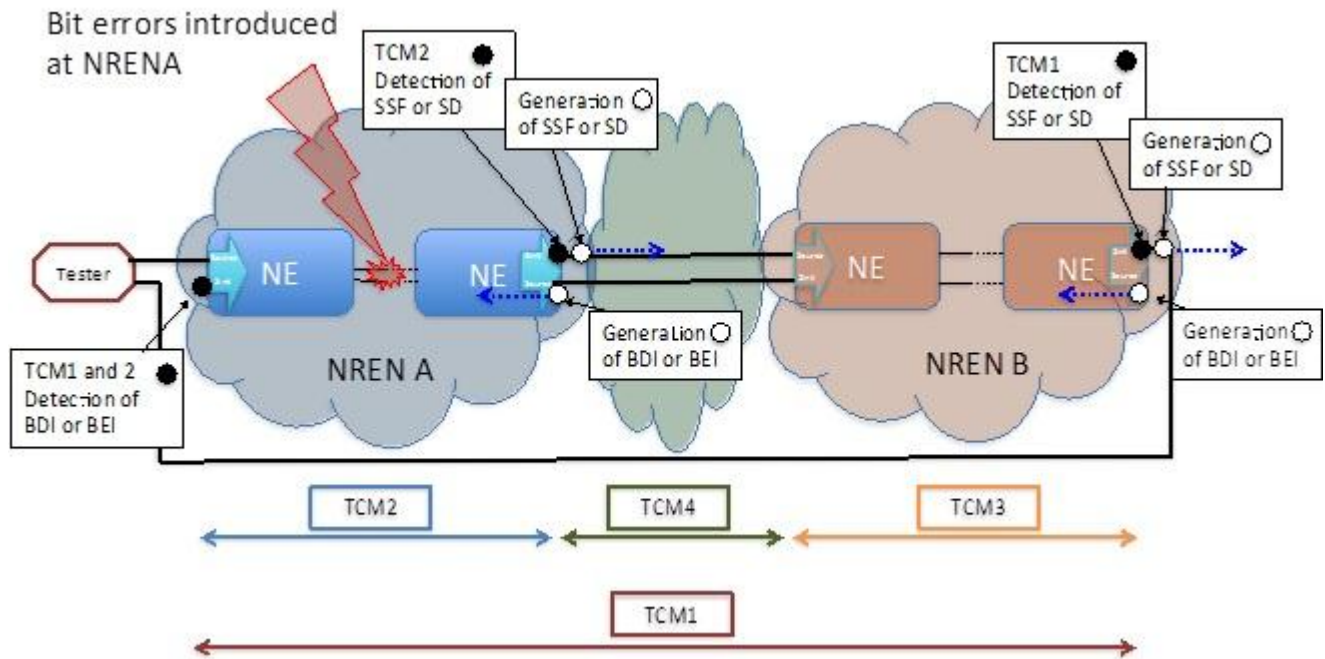 Bit errors introduced
at NRENA
TCM2
Detection of
SSF or SD
Generation
of SSF or SD
TCM1
Detection of
SSF or SD
Generation
of SSF or SD
Tester
NE
NE
NE
NE
Generation
of BDI or BEI
Generation
of BDI or BEI
TCM1 and 2
Detection of
BDI or BEI
NREN A
NREN B
TCM2
TCM4
TCM3
TCM1